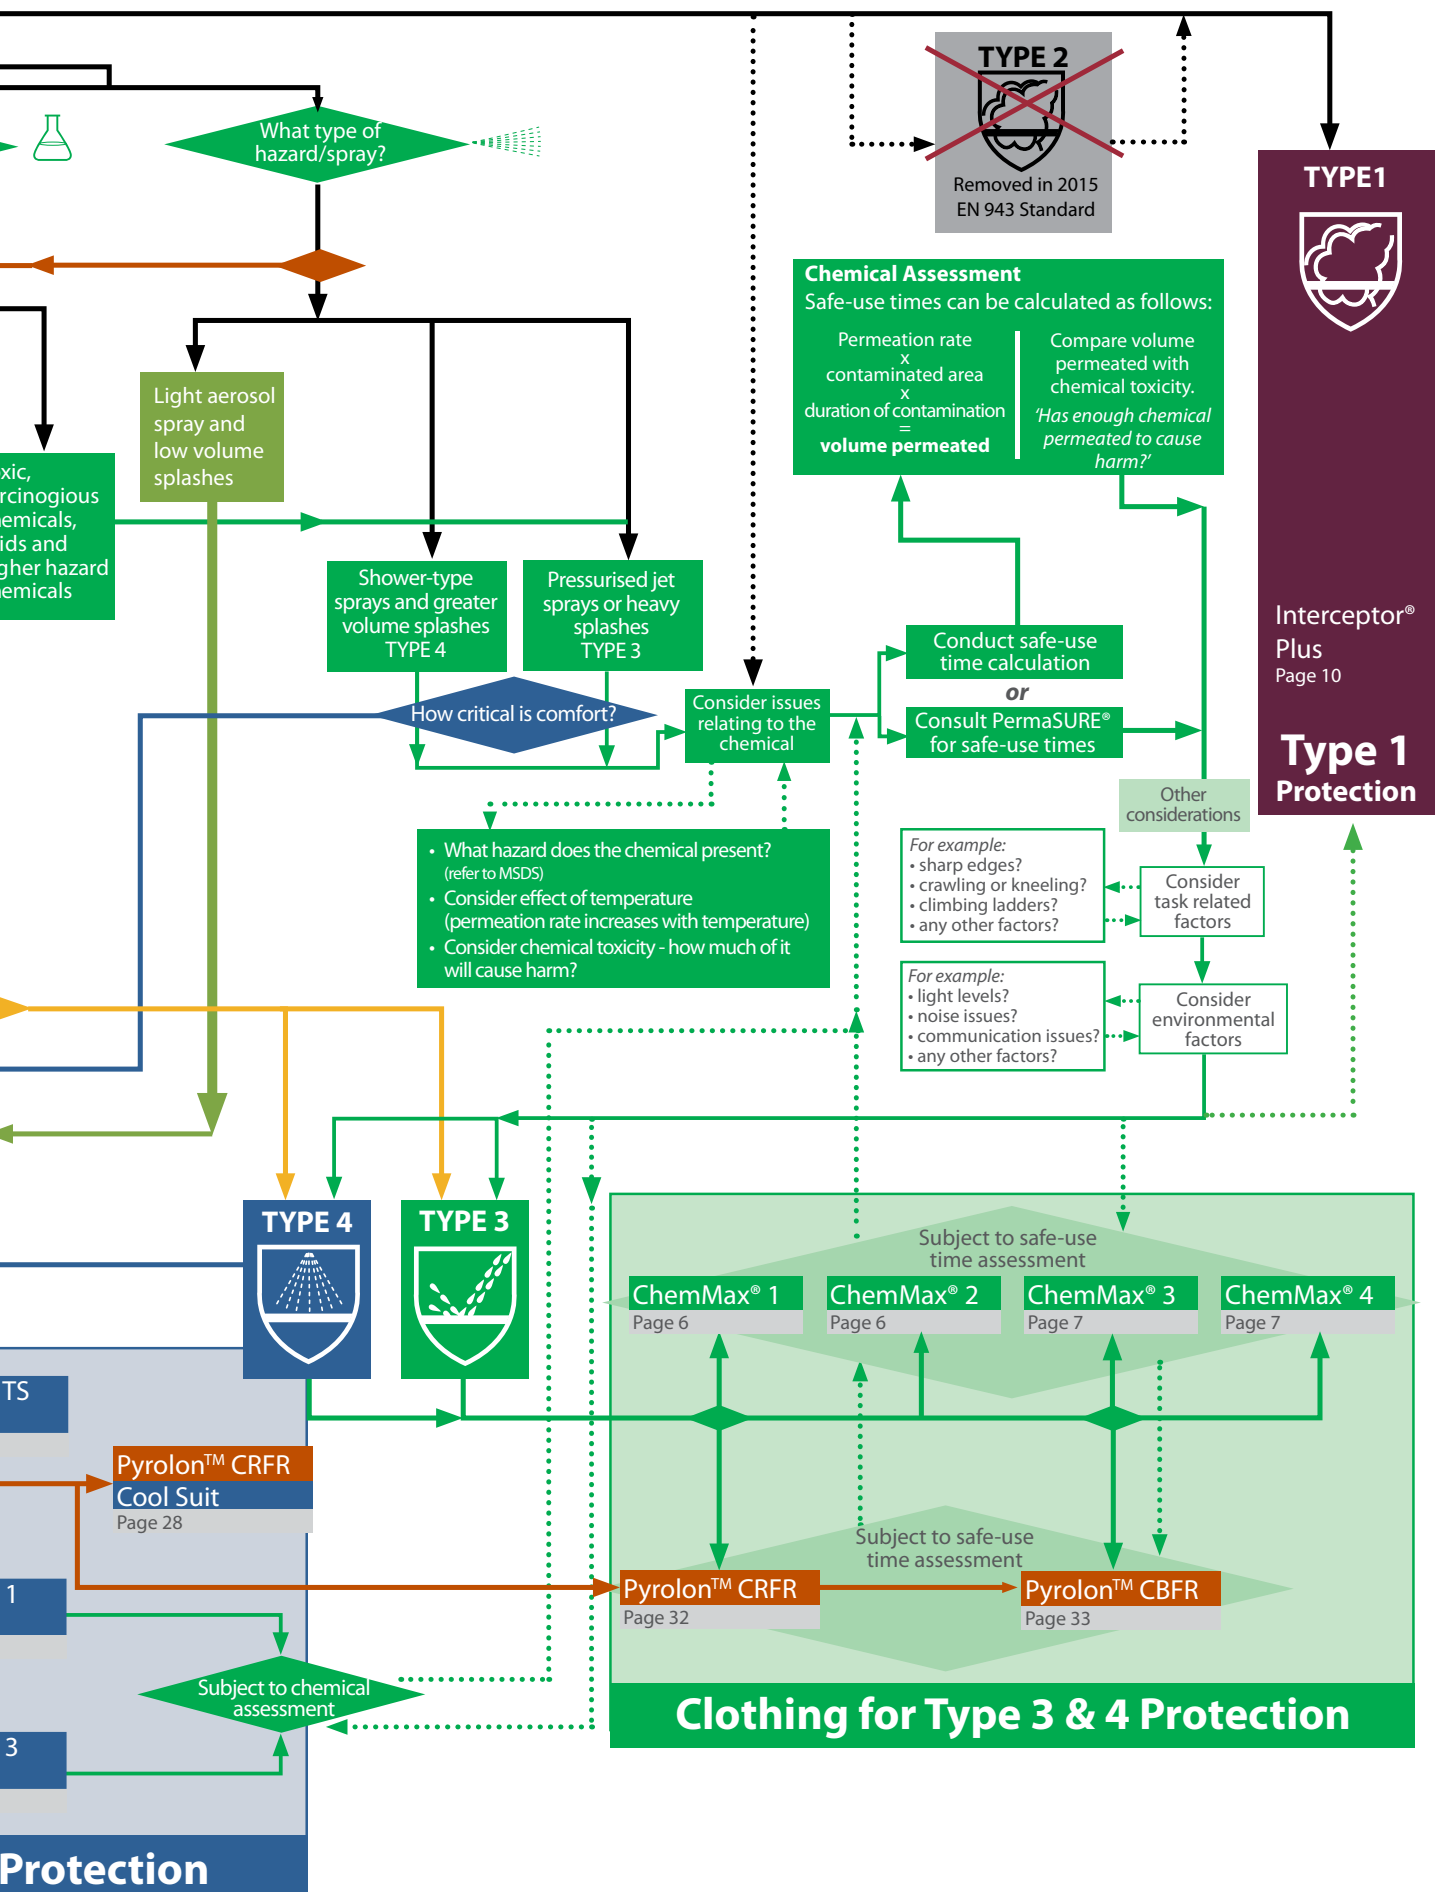 TYPE 2
Removed in 2015
EN 943 Standard
What type of
hazard/spray?
TYPE1
Interceptor®
Plus
Page 10
Type 1
Protection
Chemical Assessment
Safe-use times can be calculated as follows:
Permeation rate
x
contaminated area
x
duration of contamination
=
volume permeated
Compare volume
permeated with
chemical toxicity.
‘Has enough chemical
permeated to cause
harm?’
Light aerosol
spray and
low volume
splashes
xic,
rcinogious
emicals,
ids and
gher hazard
emicals
Shower-type
sprays and greater
volume splashes
TYPE 4
Pressurised jet
sprays or heavy
splashes
TYPE 3
How critical is comfort?
Consider issues
relating to the
chemical
Conduct safe-use
time calculation
or
Consult PermaSURE®
for safe-use times
• What hazard does the chemical present?
(refer to MSDS)
• Consider effect of temperature
(permeation rate increases with temperature)
• Consider chemical toxicity - how much of it
will cause harm?
Other
considerations
For example:
• sharp edges?
• crawling or kneeling?
• climbing ladders?
• any other factors?
Consider
task related
factors
For example:
• light levels?
• noise issues?
• communication issues?
• any other factors?
Consider
environmental
factors
TYPE 4
TYPE 3
Subject to safe-use
time assessment
ChemMax® 1
Page 6
ChemMax® 2
Page 6
ChemMax® 3
Page 7
ChemMax® 4
Page 7
TS
Pyrolon™ CRFR
Cool Suit
Page 28
Subject to safe-use
time assessment
Pyrolon™ CRFR
Page 32
Pyrolon™ CBFR
Page 33
1
Subject to chemical
assessment
3
Clothing for Type 3 & 4 Protection
Protection